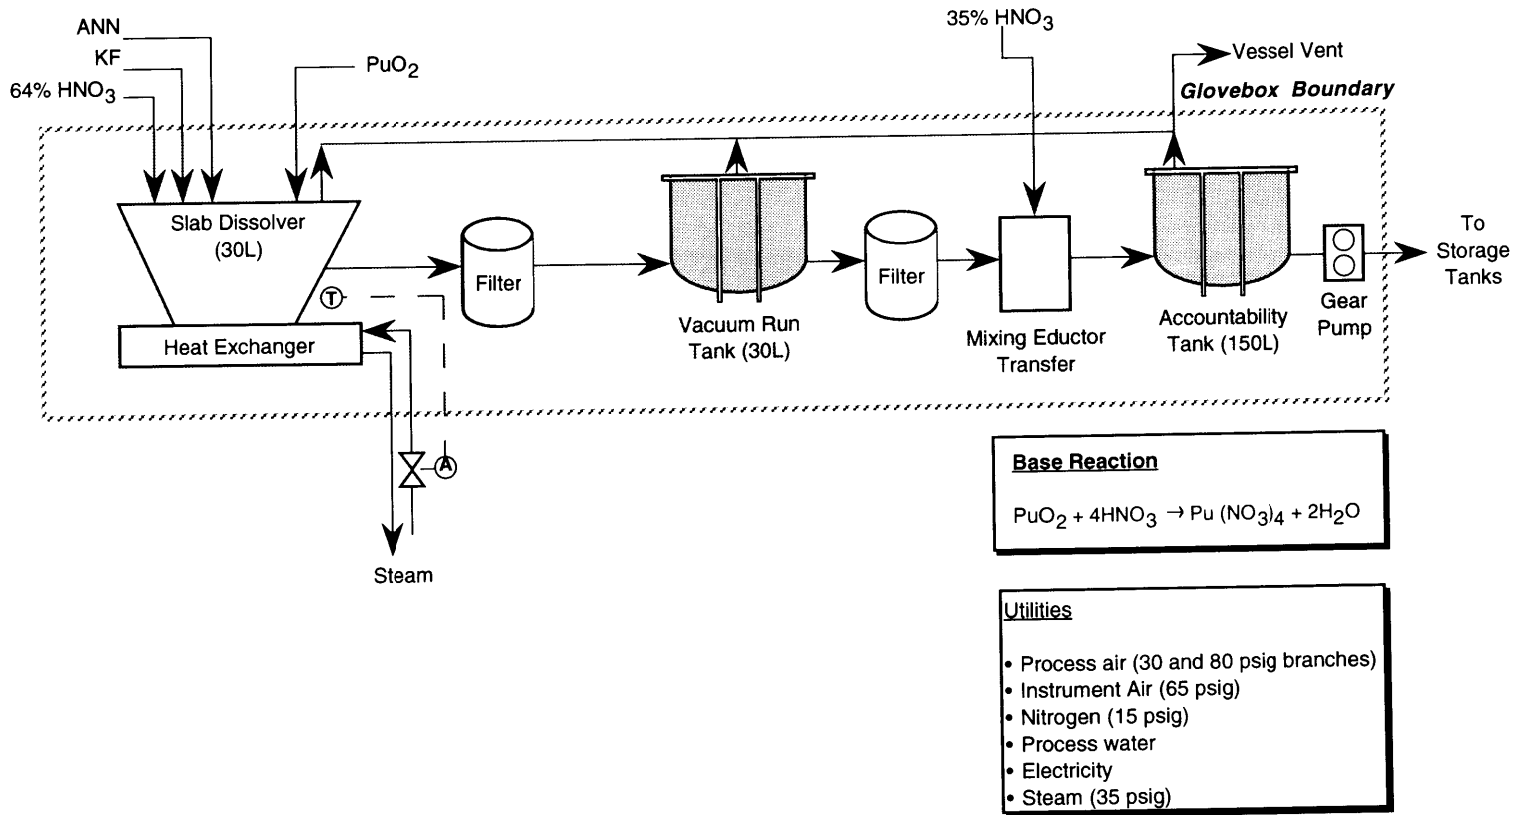 ANN
KF
64% HNO3
PuO2
35% HNO3
Vessel Vent
Glovebox Boundary
Slab Dissolver
(30L)
T
Heat Exchanger
A
Steam
Filter
Vacuum Run
Tank (30L)
Filter
Mixing Eductor
Transfer
Accountability
Tank (150L)
Gear
Pump
To
Storage
Tanks
Base Reaction
PuO2 + 4HNO3 → Pu (NO3)4 + 2H2O
Utilities
• Process air (30 and 80 psig branches)
• Instrument Air (65 psig)
• Nitrogen (15 psig)
• Process water
• Electricity
• Steam (35 psig)